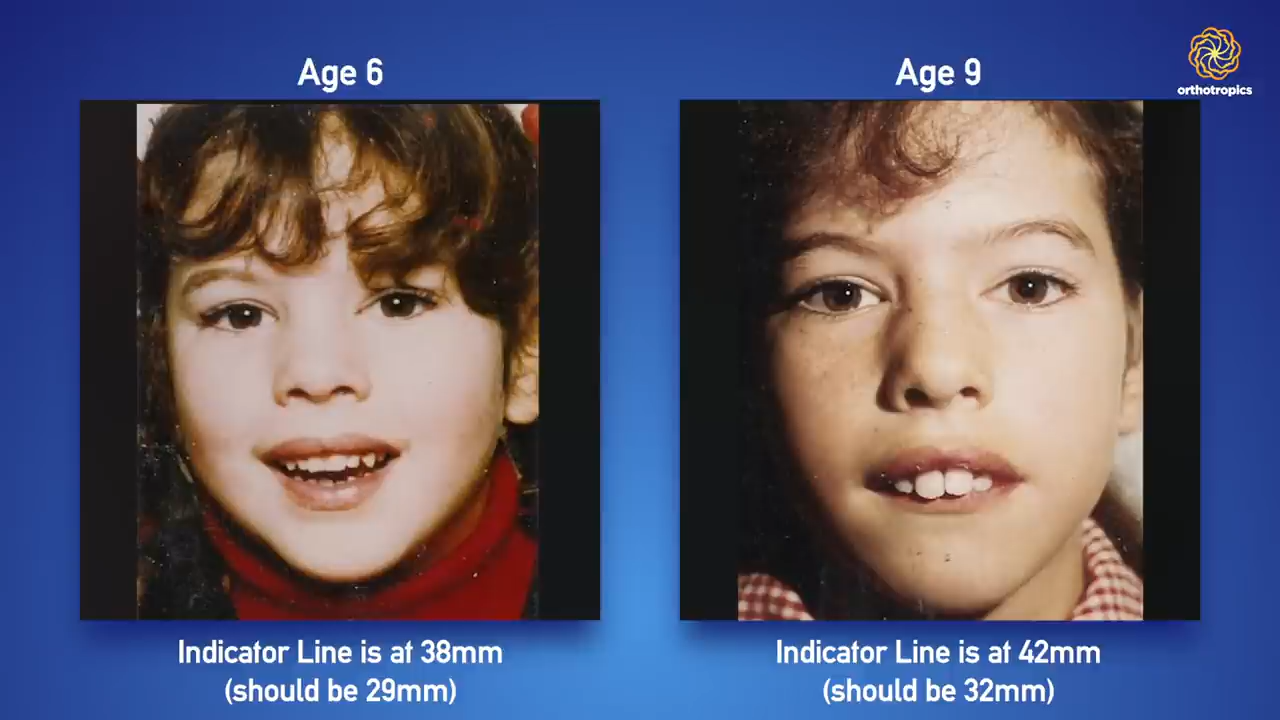 Age 6
Age 9
orthotropics
Indicator Line is at 38mm
(should be 29mm)
Indicator Line is at 42mm
(should be 32mm)